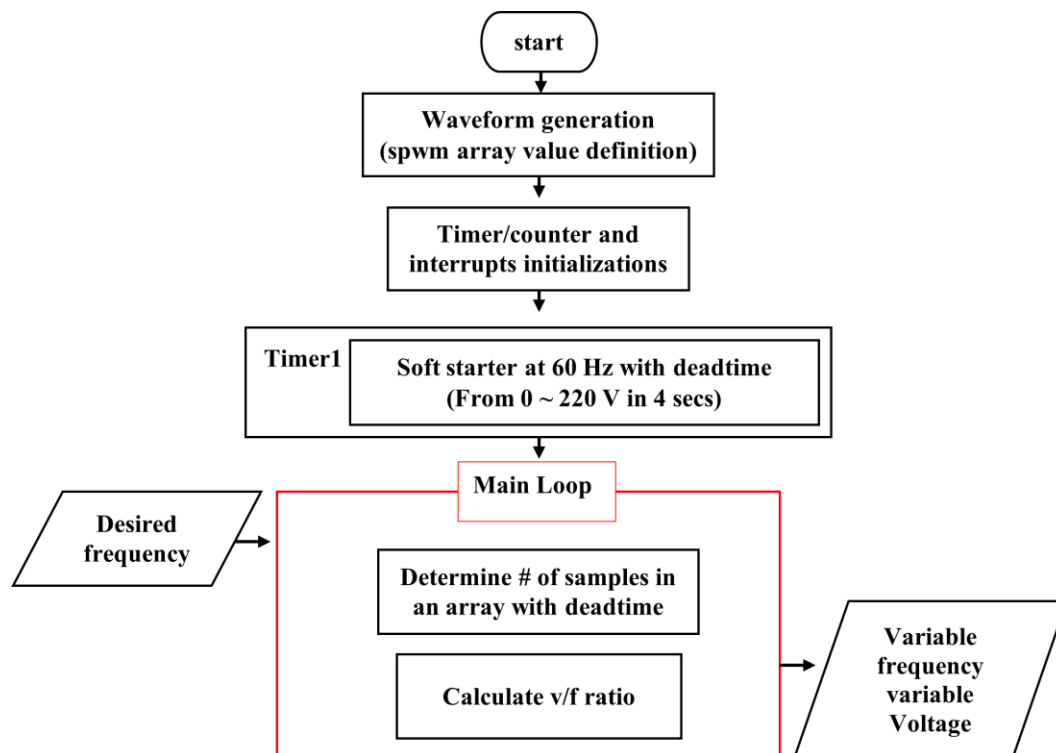 start
Waveform generation
(spwm array value definition)
Timer/counter and
interrupts initializations
Timer1
Soft starter at 60 Hz with deadtime
(From 0 ~ 220 V in 4 secs)
Main Loop
Desired
frequency
Determine # of samples in
an array with deadtime
Calculate v/f ratio
Variable
frequency
variable
Voltage